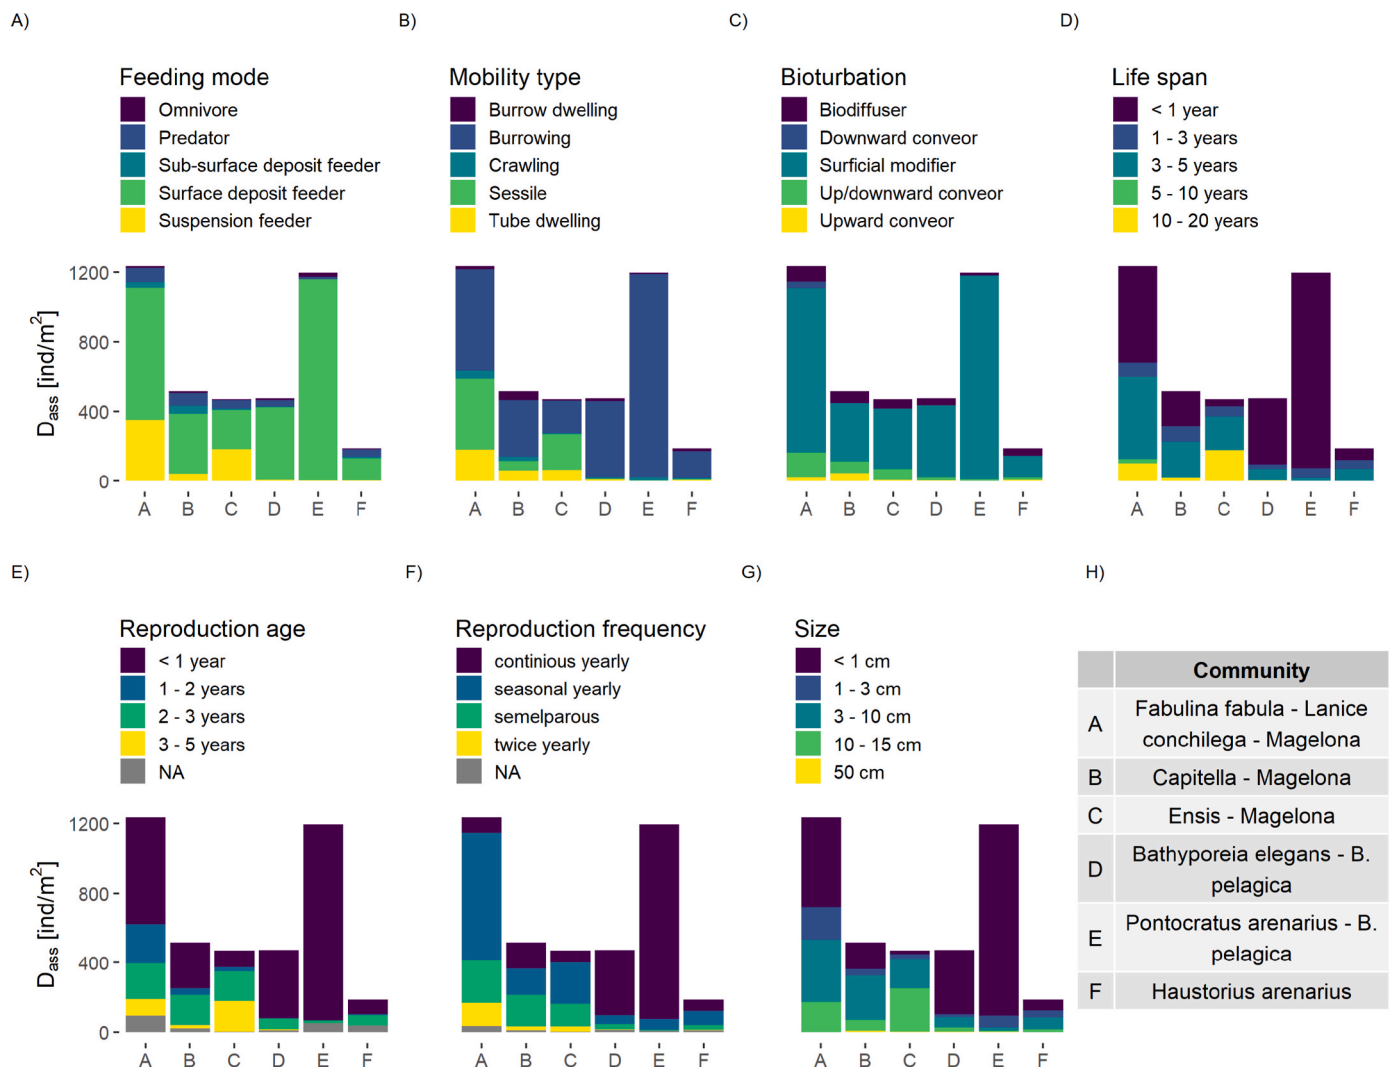 A)
B)
C)
D)
Feeding mode
Omnivore
Predator
Sub-surface deposit feeder
Surface deposit feeder
Suspension feeder
Mobility type
Burrow dwelling
Burrowing
Crawling
Sessile
Tube dwelling
Bioturbation
Biodiffuser
Downward conveor
Surficial modifier
Up/downward conveor
Upward conveor
Life span
< 1 year
1 - 3 years
3 - 5 years
5 - 10 years
10 - 20 years
Dass [ind/m²]
1200
800
400
0
A B C D E F
A B C D E F
A B C D E F
A B C D E F
E)
F)
G)
H)
Reproduction age
< 1 year
1 - 2 years
2 - 3 years
3 - 5 years
NA
Reproduction frequency
continious yearly
seasonal yearly
semelparous
twice yearly
NA
Size
< 1 cm
1 - 3 cm
3 - 10 cm
10 - 15 cm
50 cm
Dass [ind/m²]
1200
800
400
0
A B C D E F
A B C D E F
A B C D E F
Community
A Fabulina fabula - Lanice
conchilega - Magelona
B Capitella - Magelona
C Ensis - Magelona
D Bathyporeia elegans - B.
pelagica
E Pontocratus arenarius - B.
pelagica
F Haustorius arenarius